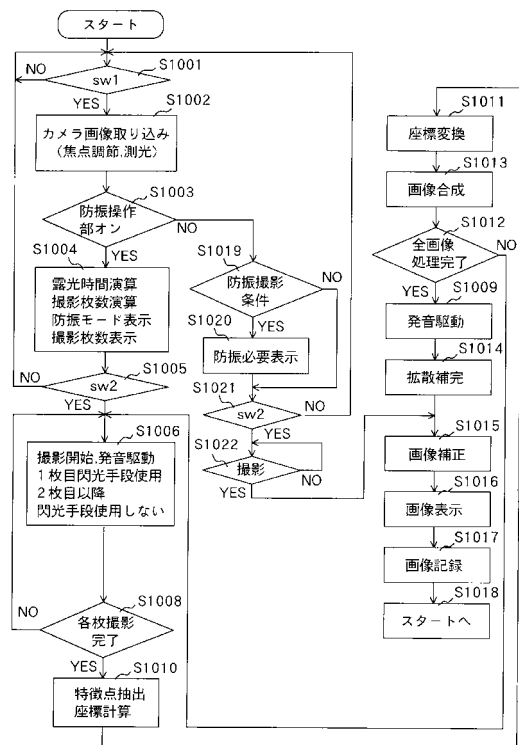 スタート
S1001
NO
sw1
YES
S1002
カメラ画像取り込み
(焦点調節,測光)
S1003
防振操作
部オン
NO
S1004
YES
露光時間演算
撮影枚数演算
防振モード表示
撮影枚数表示
S1005
NO
sw2
YES
S1006
撮影開始,発音駆動
1枚目閃光手段使用
2枚目以降
閃光手段使用しない
S1008
NO
各枚撮影
完了
YES
S1010
特徴点抽出
座標計算
S1019
防振撮影
条件
NO
S1020
YES
防振必要表示
S1021
sw2
NO
YES
S1022
撮影
YES
NO
S1011
座標変換
S1013
画像合成
S1012
全画像
処理完了
NO
YES
S1009
発音駆動
S1014
拡散補完
S1015
画像補正
S1016
画像表示
S1017
画像記録
S1018
スタートへ